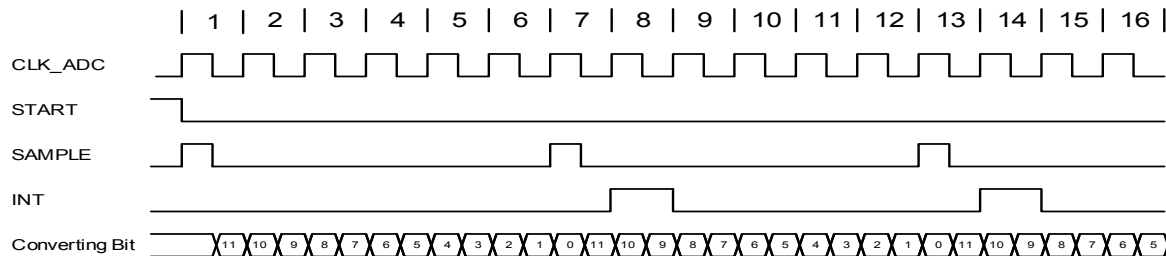 | 1 | 2 | 3 | 4 | 5 | 6 | 7 | 8 | 9 | 10 | 11 | 12 | 13 | 14 | 15 | 16 |
CLK_ADC
START
SAMPLE
INT
Converting Bit 11 10 9 8 7 6 5 4 3 2 1 0 11 10 9 8 7 6 5 4 3 2 1 0 11 10 9 8 7 6 5